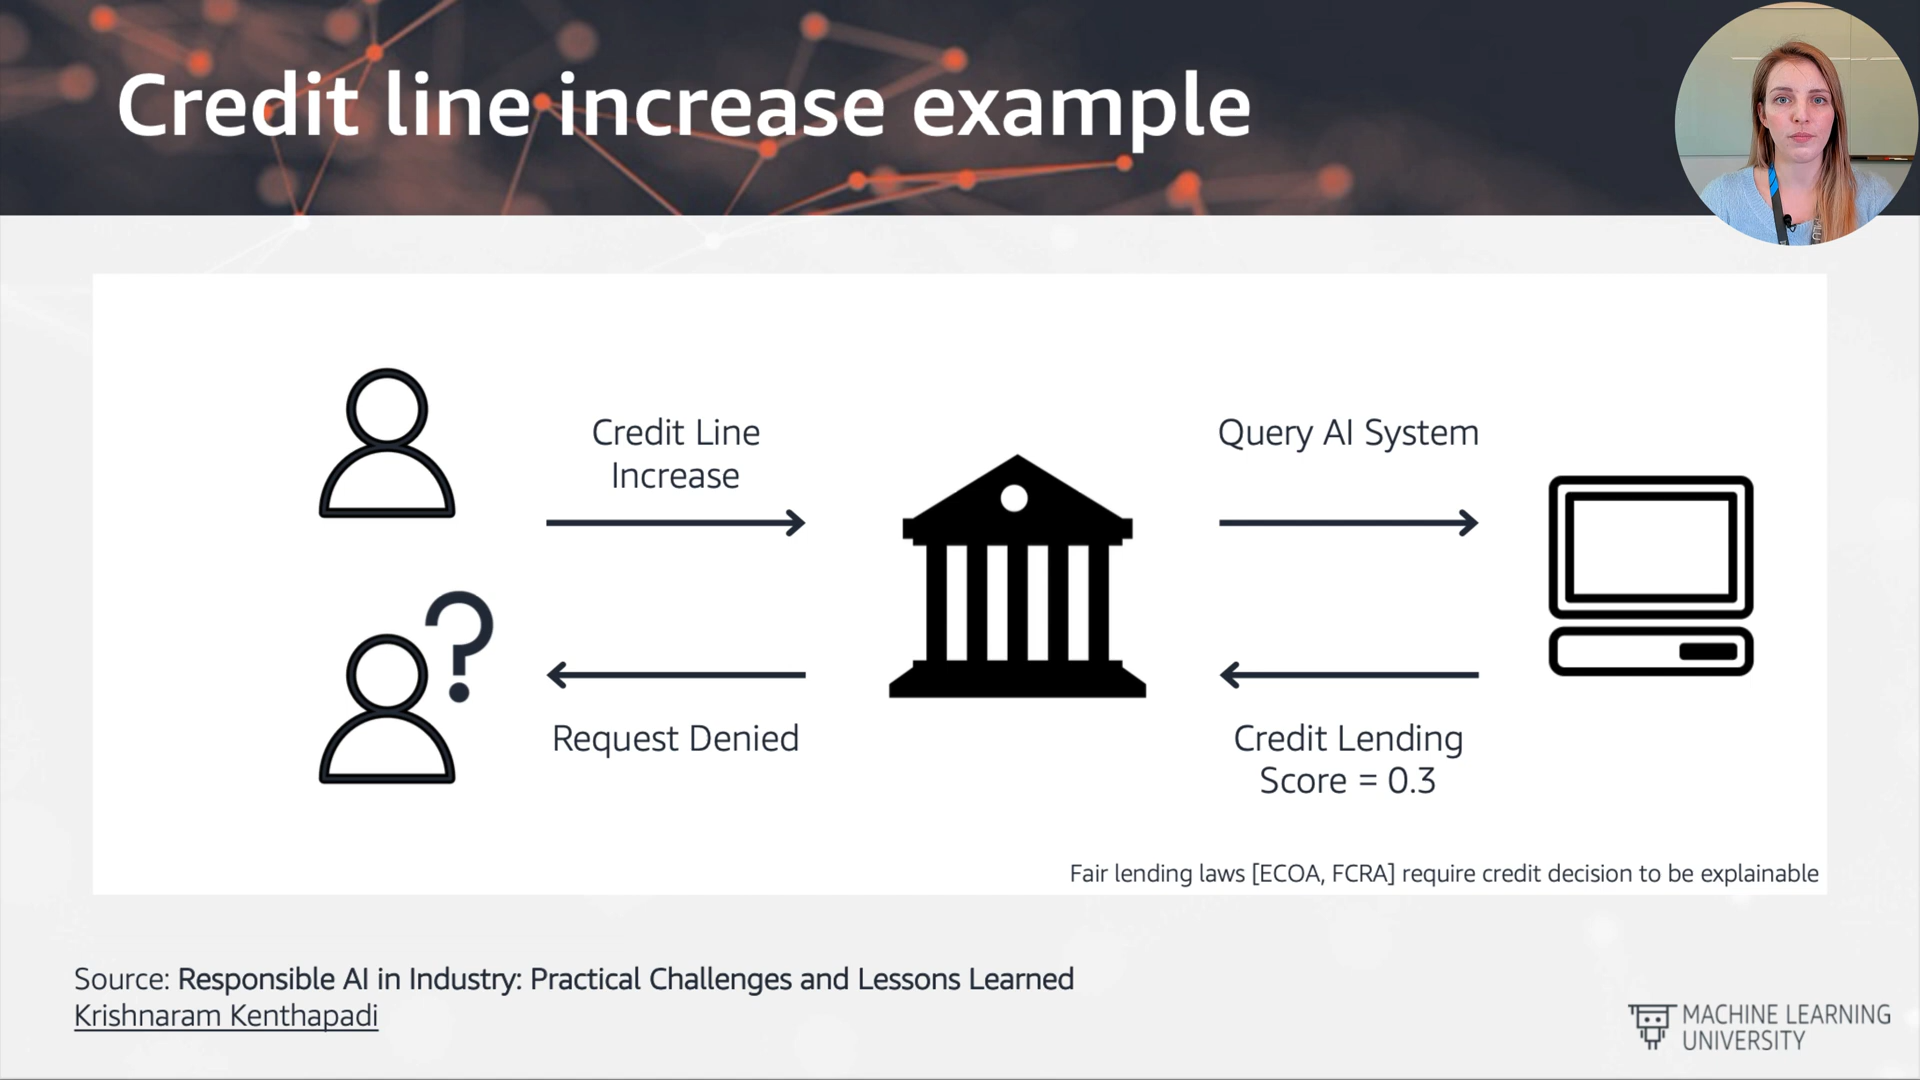 Credit line increase example
Credit Line
Increase
Query AI System
?
Request Denied
Credit Lending
Score = 0.3
Fair lending laws [ECOA, FCRA] require credit decision to be explainable
Source: Responsible AI in Industry: Practical Challenges and Lessons Learned
Krishnaram Kenthapadi
MACHINE LEARNING
UNIVERSITY